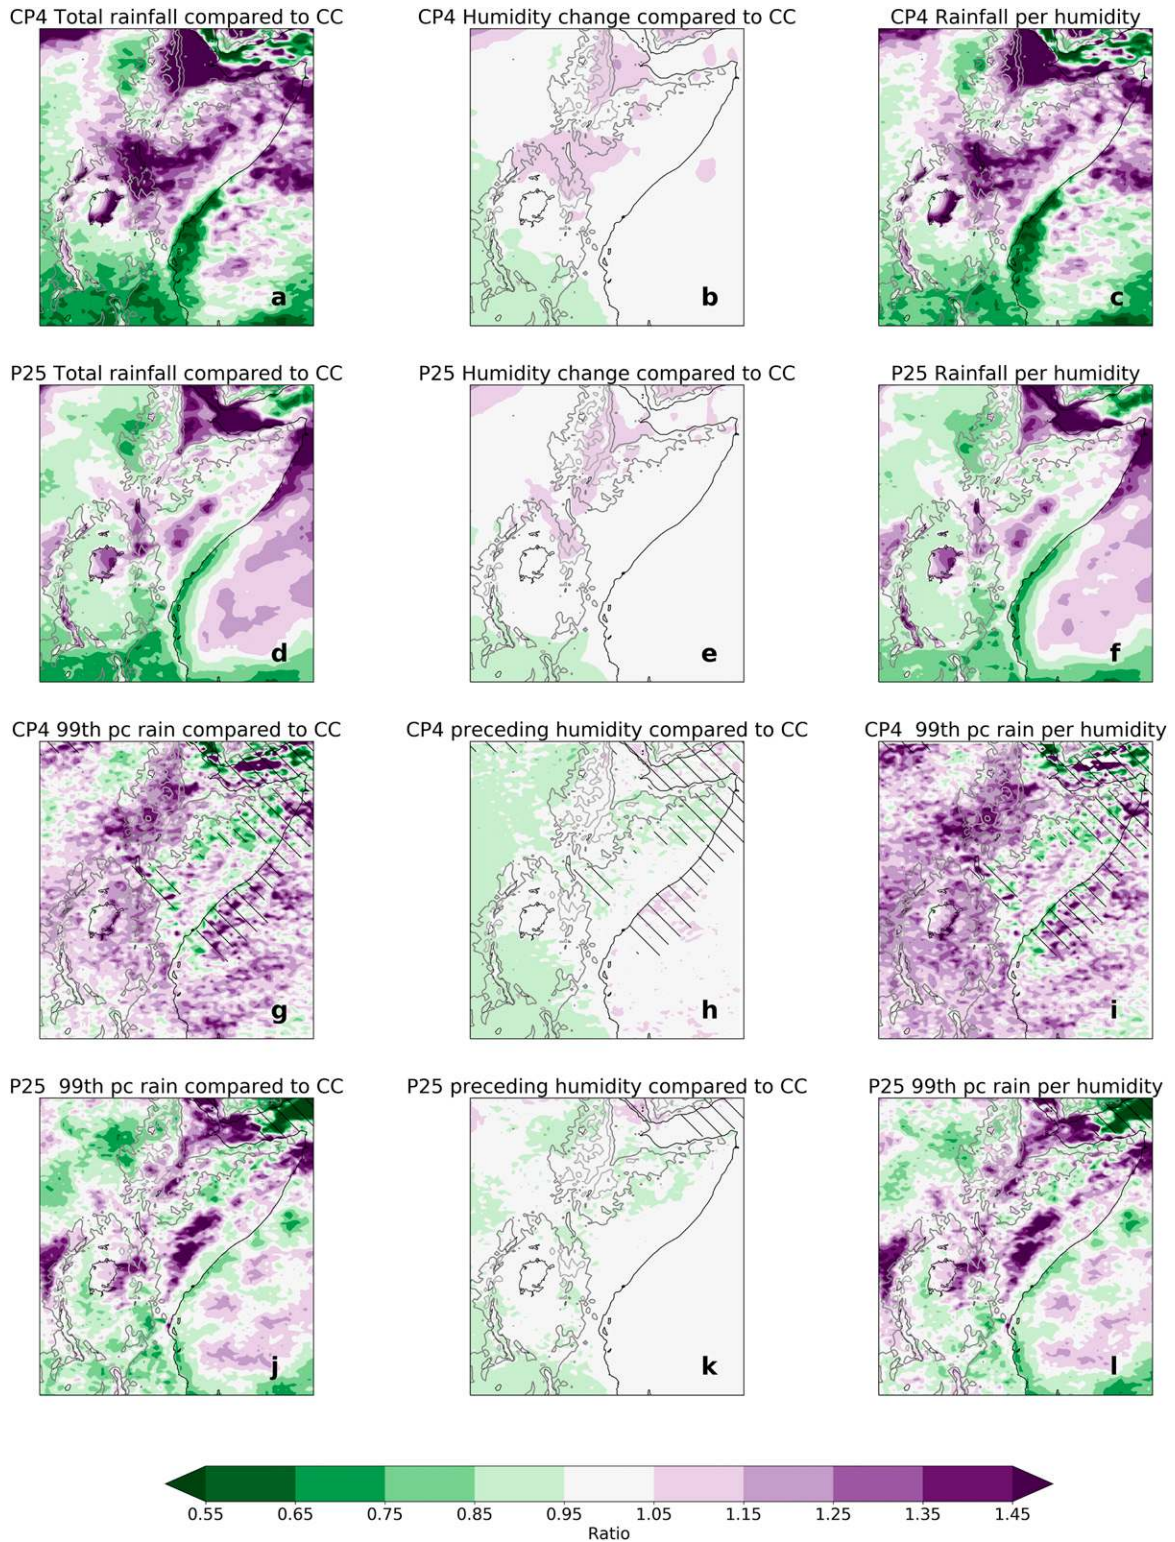 CP4 Total rainfall compared to CC
CP4 Humidity change compared to CC
CP4 Rainfall per humidity
a
b
c
P25 Total rainfall compared to CC
P25 Humidity change compared to CC
P25 Rainfall per humidity
d
e
f
CP4 99th pc rain compared to CC
CP4 preceding humidity compared to CC
CP4 99th pc rain per humidity
g
h
i
P25 99th pc rain compared to CC
P25 preceding humidity compared to CC
P25 99th pc rain per humidity
j
k
l
0.55 0.65 0.75 0.85 0.95 1.05 1.15 1.25 1.35 1.45
Ratio